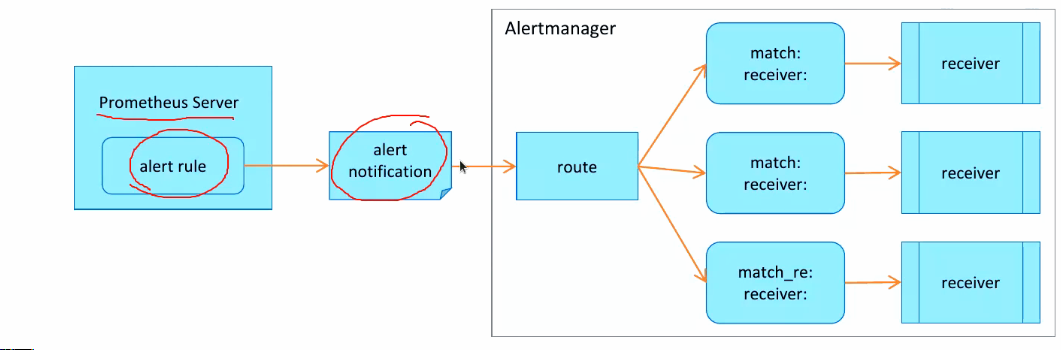 Alertmanager
Prometheus Server
alert rule
alert
notification
route
match:
receiver:
receiver
match:
receiver:
receiver
match_re:
receiver:
receiver